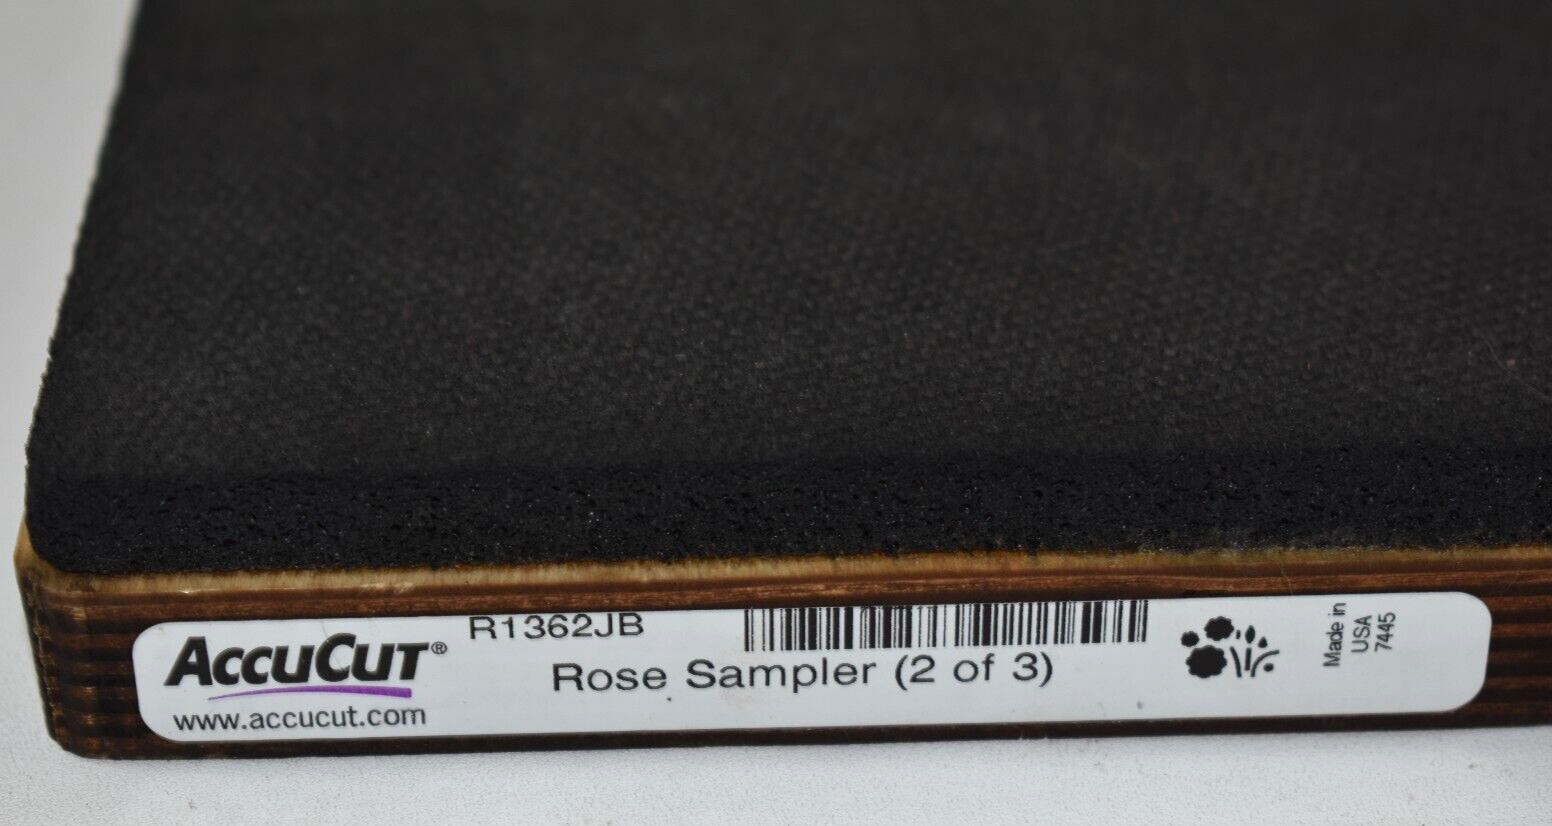 ACCUCUT®
www.accucut.com
R1362JB
Rose Sampler (2 of 3)
Made in
USA
7445